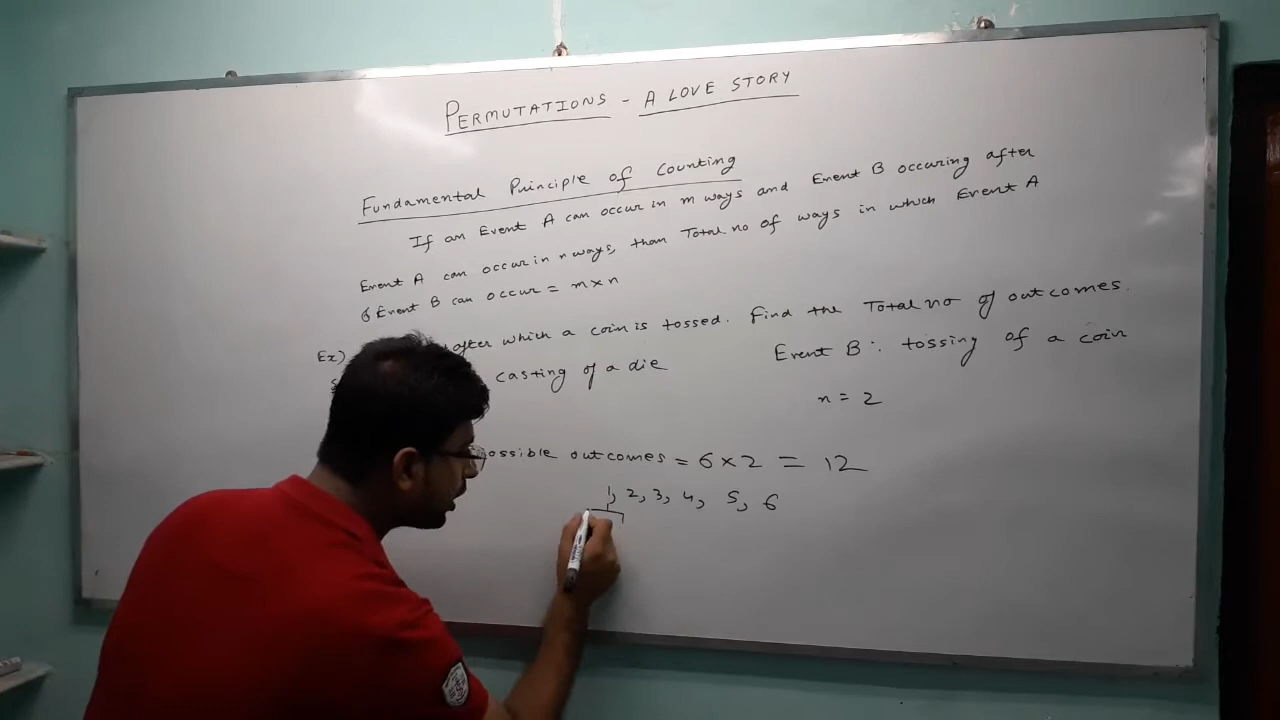 PERMUTATIONS - A LOVE STORY
Fundamental Principle of Counting
If an Event A can occur in m ways and Event B occuring after
Event A can occur in n ways, than Total no of ways in which Event A
& Event B can occur = m×n
Ex) after which a coin is tossed. Find the Total no of outcomes.
casting of a die Event B: tossing of a coin
n = 2
ossible outcomes = 6×2 = 12
1, 2, 3, 4, 5, 6